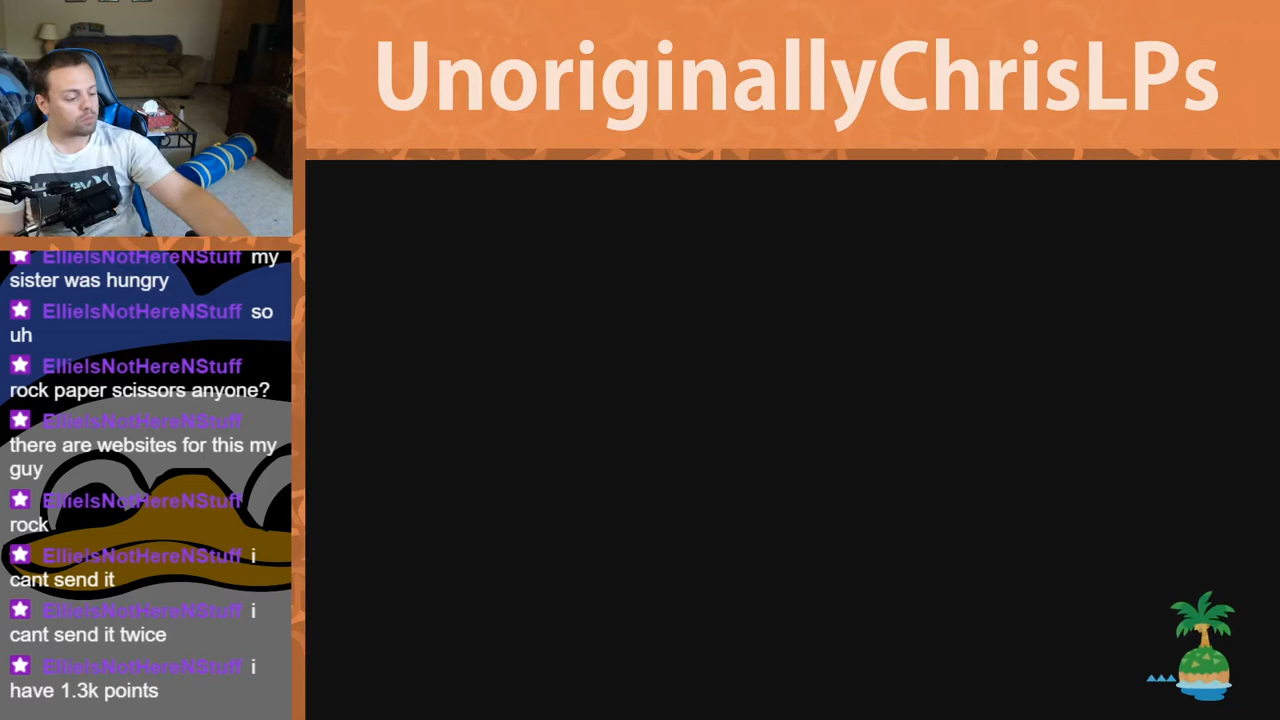 UnoriginallyChrisLPs
EllieIsNotHereNStuff my
sister was hungry
EllieIsNotHereNStuff so
uh
EllieIsNotHereNStuff
rock paper scissors anyone?
EllieIsNotHereNStuff
there are websites for this my
guy
EllieIsNotHereNStuff
rock
EllieIsNotHereNStuff i
cant send it
EllieIsNotHereNStuff i
cant send it twice
EllieIsNotHereNStuff i
have 1.3k points